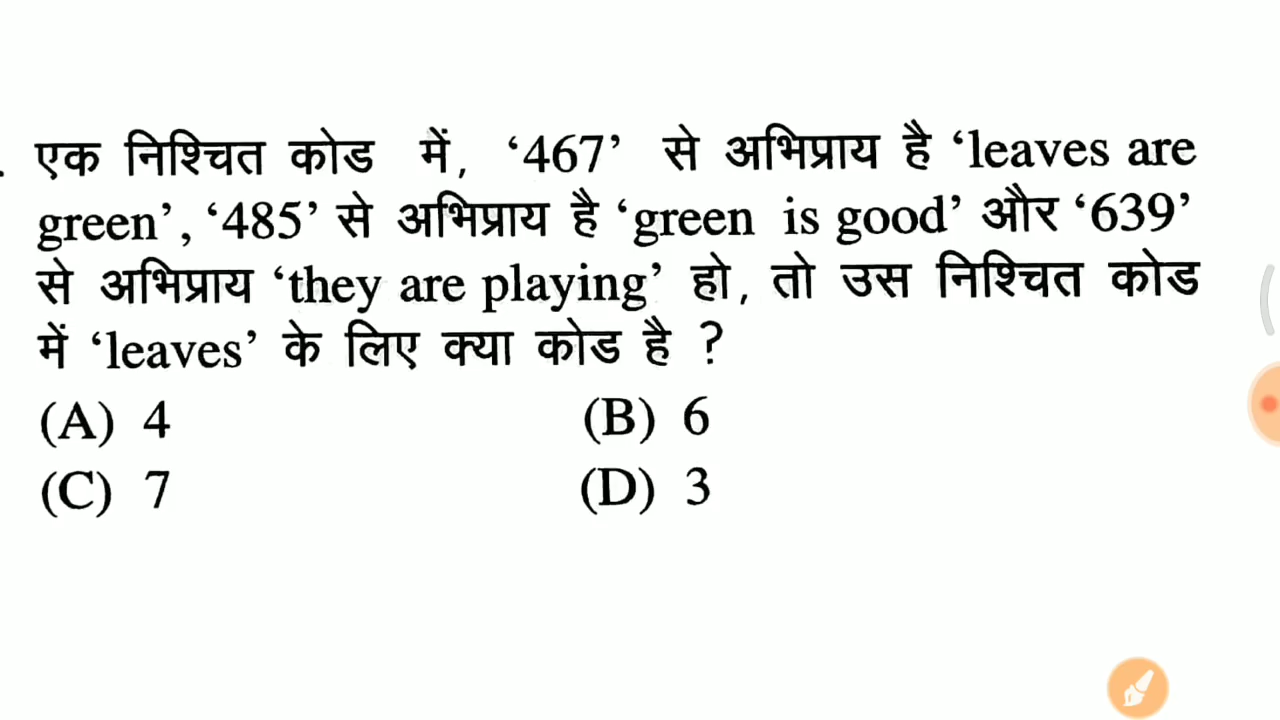 एक निश्चित कोड में, ‘467’ से अभिप्राय है ‘leaves are
green’, ‘485’ से अभिप्राय है ‘green is good’ और ‘639’
से अभिप्राय ‘they are playing’ हो, तो उस निश्चित कोड
में ‘leaves’ के लिए क्या कोड है ?
(A) 4 (B) 6
(C) 7 (D) 3